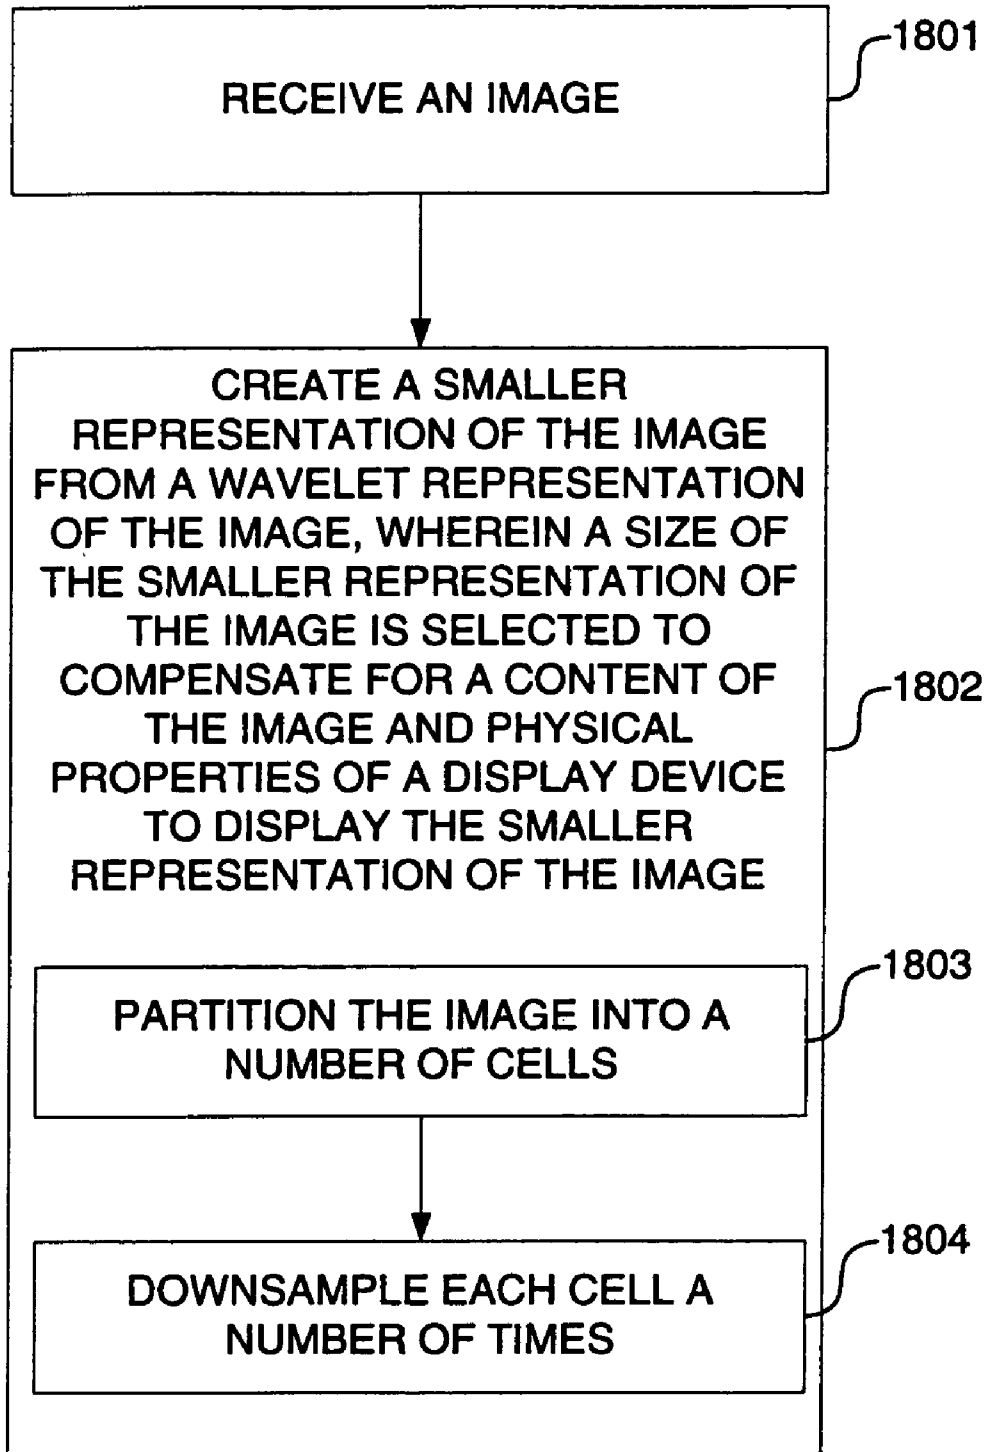 1801
RECEIVE AN IMAGE
CREATE A SMALLER
REPRESENTATION OF THE IMAGE
FROM A WAVELET REPRESENTATION
OF THE IMAGE, WHEREIN A SIZE OF
THE SMALLER REPRESENTATION OF
THE IMAGE IS SELECTED TO
COMPENSATE FOR A CONTENT OF
THE IMAGE AND PHYSICAL
PROPERTIES OF A DISPLAY DEVICE
TO DISPLAY THE SMALLER
REPRESENTATION OF THE IMAGE
1802
1803
PARTITION THE IMAGE INTO A
NUMBER OF CELLS
1804
DOWNSAMPLE EACH CELL A
NUMBER OF TIMES